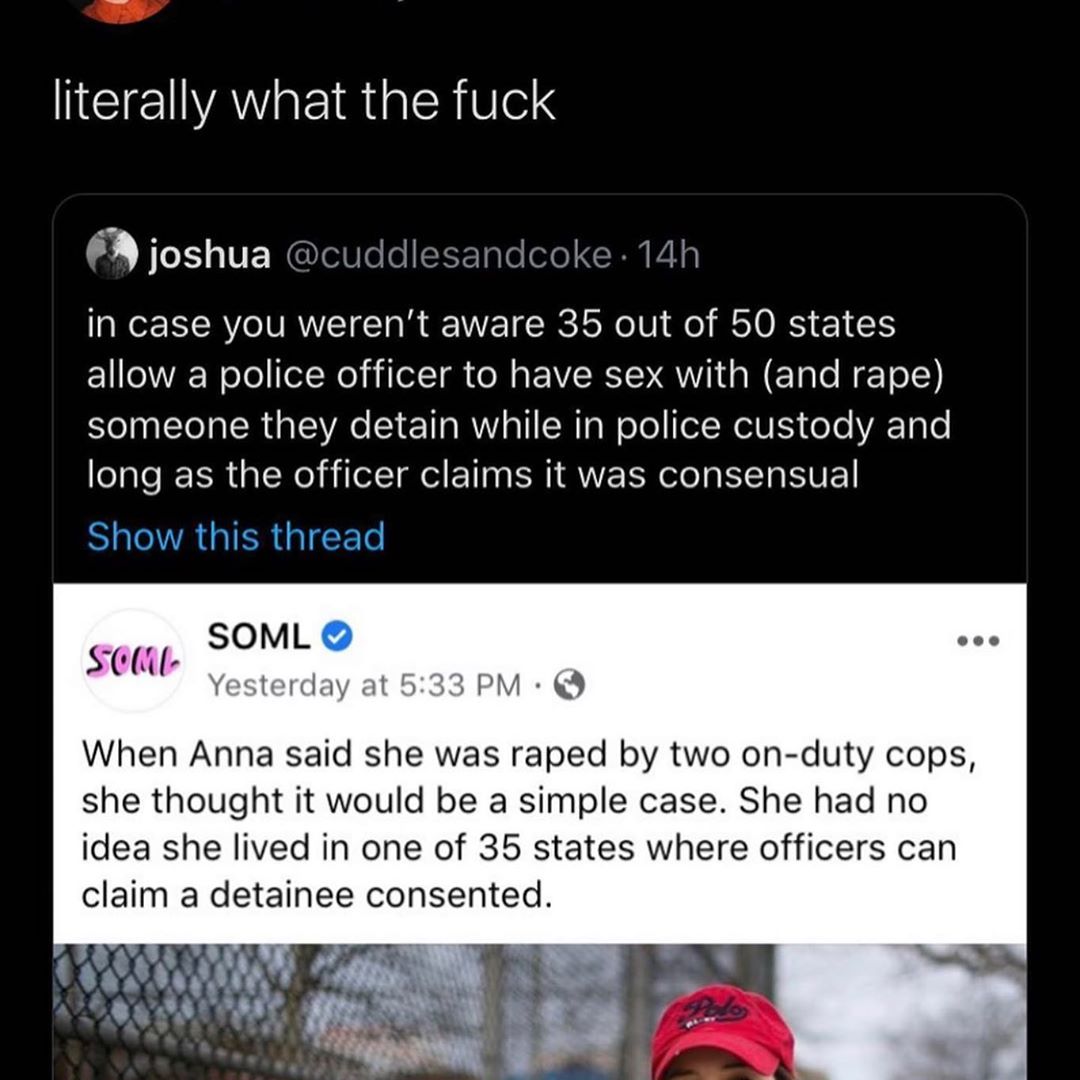 literally what the fuck
joshua @cuddlesandcoke · 14h
in case you weren't aware 35 out of 50 states
allow a police officer to have sex with (and rape)
someone they detain while in police custody and
long as the officer claims it was consensual
Show this thread
SOML
SOML
Yesterday at 5:33 PM ·
When Anna said she was raped by two on-duty cops,
she thought it would be a simple case. She had no
idea she lived in one of 35 states where officers can
claim a detainee consented.
Polo